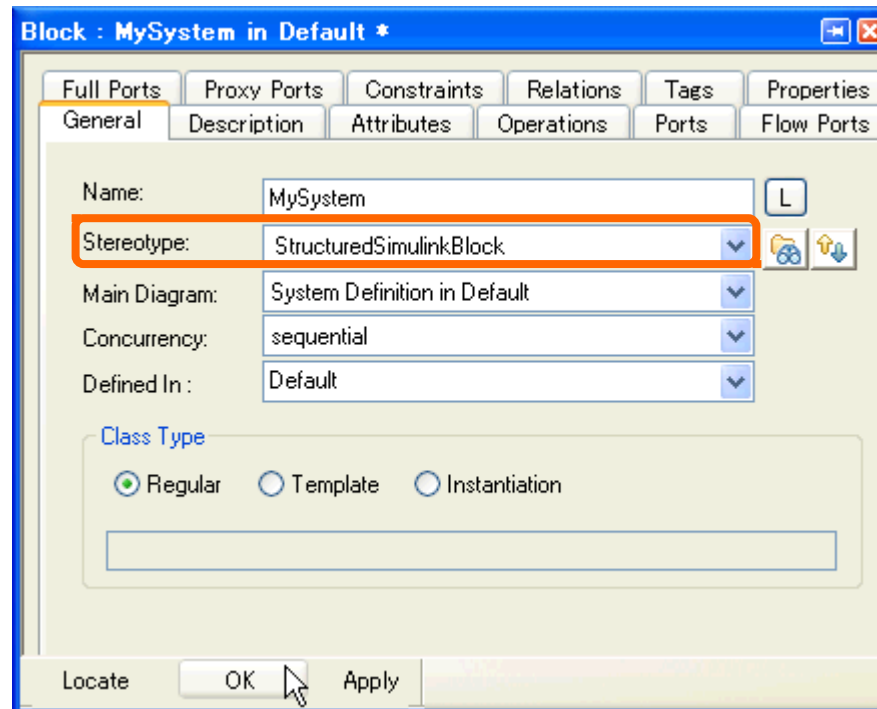 Block : MySystem in Default *
Full Ports Proxy Ports Constraints Relations Tags Properties
General Description Attributes Operations Ports Flow Ports
Name: MySystem L
Stereotype: StructuredSimulinkBlock
Main Diagram: System Definition in Default
Concurrency: sequential
Defined In : Default
Class Type
Regular Template Instantiation
Locate OK Apply